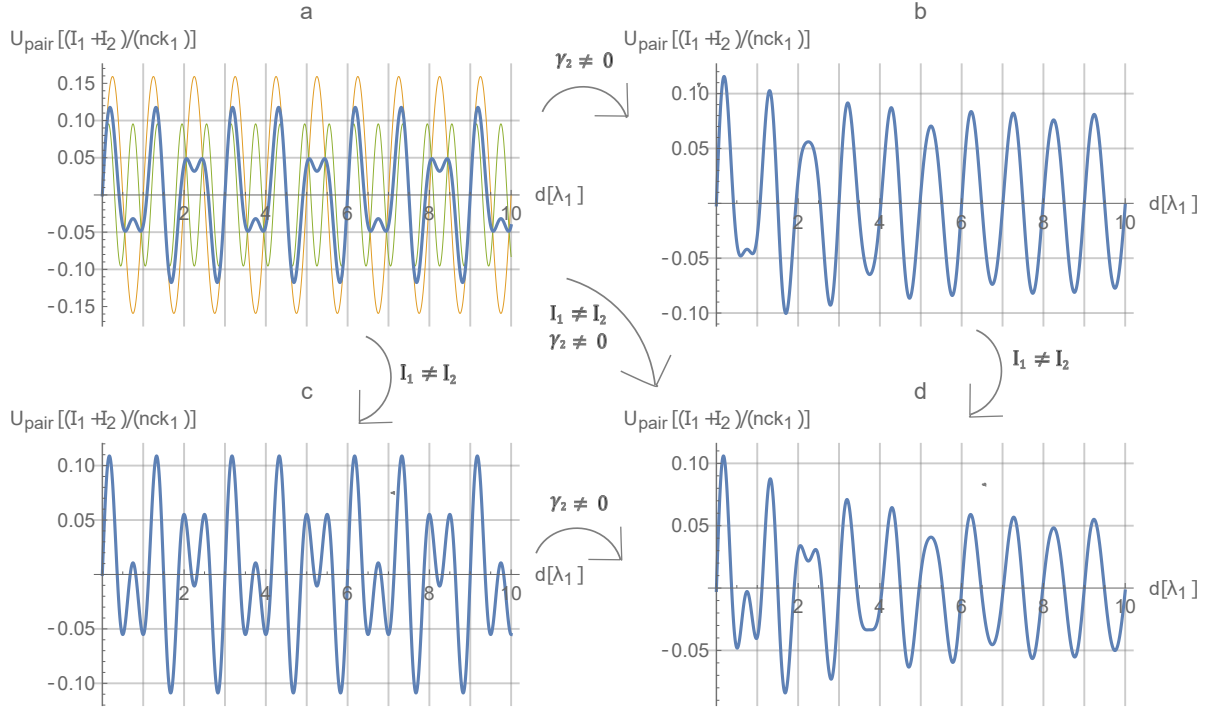 a
U_pair [(I_1 +I_2 )/(nck_1 )]
0.15
0.10
0.05
-0.05
-0.10
-0.15
2 4 6 8 10
d[λ_1 ]
γ_2 ≠ 0
b
U_pair [(I_1 +I_2 )/(nck_1 )]
0.10
0.05
-0.05
-0.10
2 4 6 8 10
d[λ_1 ]
I_1 ≠ I_2
I_1 ≠ I_2
γ_2 ≠ 0
I_1 ≠ I_2
c
U_pair [(I_1 +I_2 )/(nck_1 )]
0.10
0.05
-0.05
-0.10
2 4 6 8 10
d[λ_1 ]
γ_2 ≠ 0
d
U_pair [(I_1 +I_2 )/(nck_1 )]
0.10
0.05
-0.05
2 4 6 8 10
d[λ_1 ]